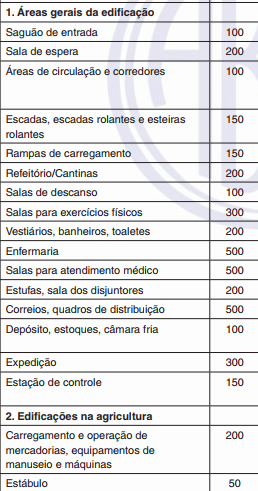 1. Áreas gerais da edificação
Saguão de entrada 100
Sala de espera 200
Áreas de circulação e corredores 100
Escadas, escadas rolantes e esteiras 150
rolantes
Rampas de carregamento 150
Refeitório/Cantinas 200
Salas de descanso 100
Salas para exercícios físicos 300
Vestiários, banheiros, toaletes 200
Enfermaria 500
Salas para atendimento médico 500
Estufas, sala dos disjuntores 200
Correios, quadros de distribuição 500
Depósito, estoques, câmara fria 100
Expedição 300
Estação de controle 150
2. Edificações na agricultura
Carregamento e operação de 200
mercadorias, equipamentos de
manuseio e máquinas
Estábulo 50